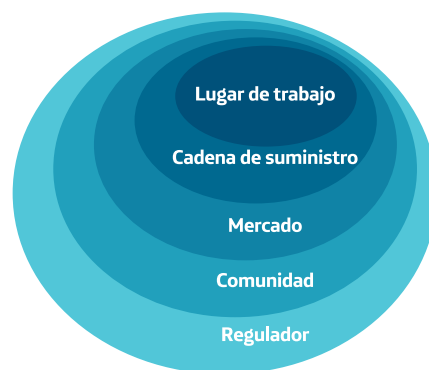 Lugar de trabajo
Cadena de suministro
Mercado
Comunidad
Regulador